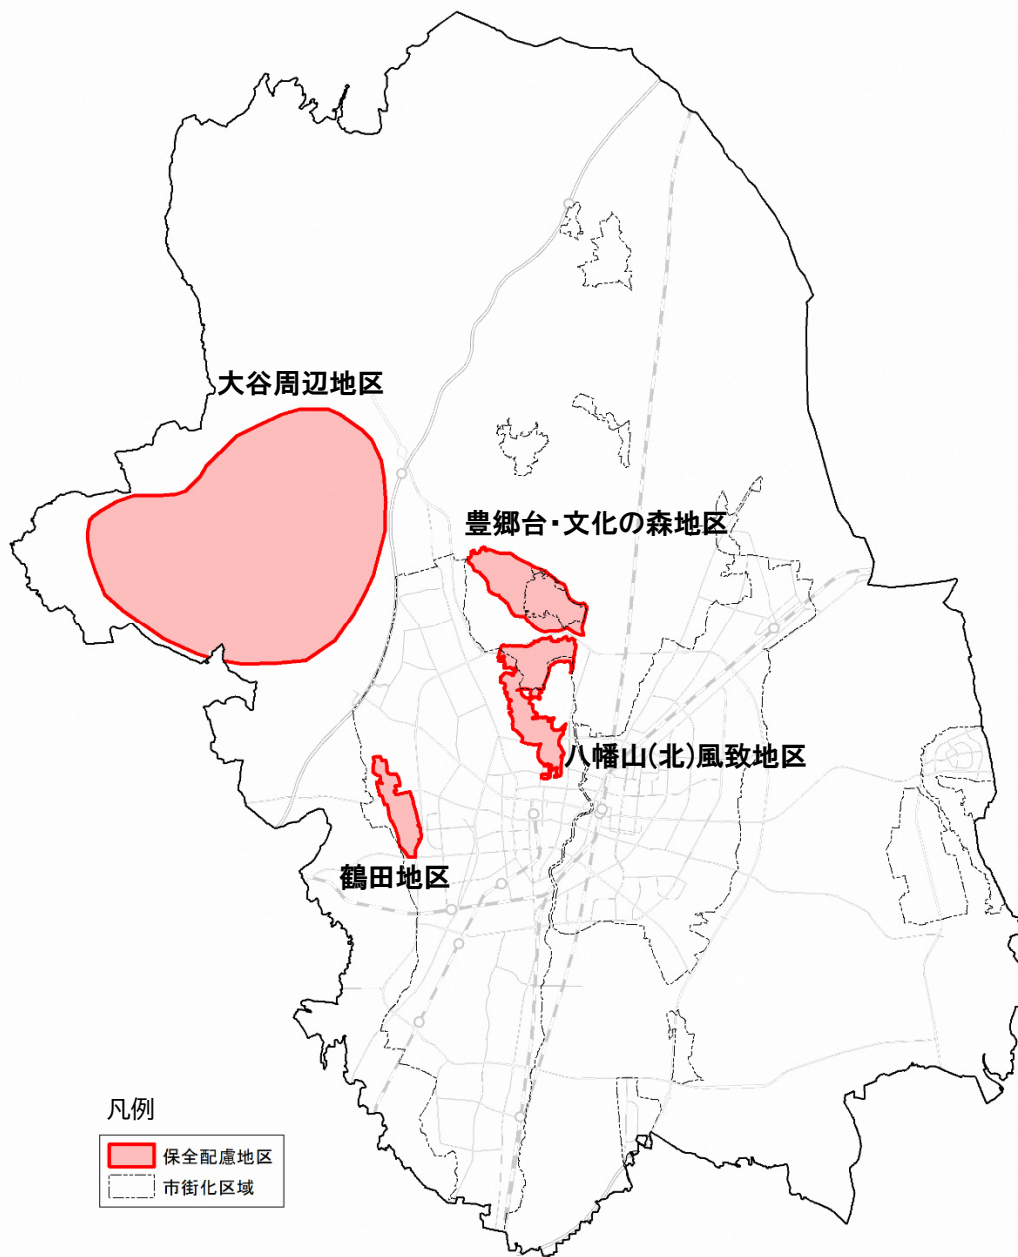 大谷周辺地区
豊郷台・文化の森地区
八幡山(北)風致地区
鶴田地区
凡例
保全配慮地区
市街化区域